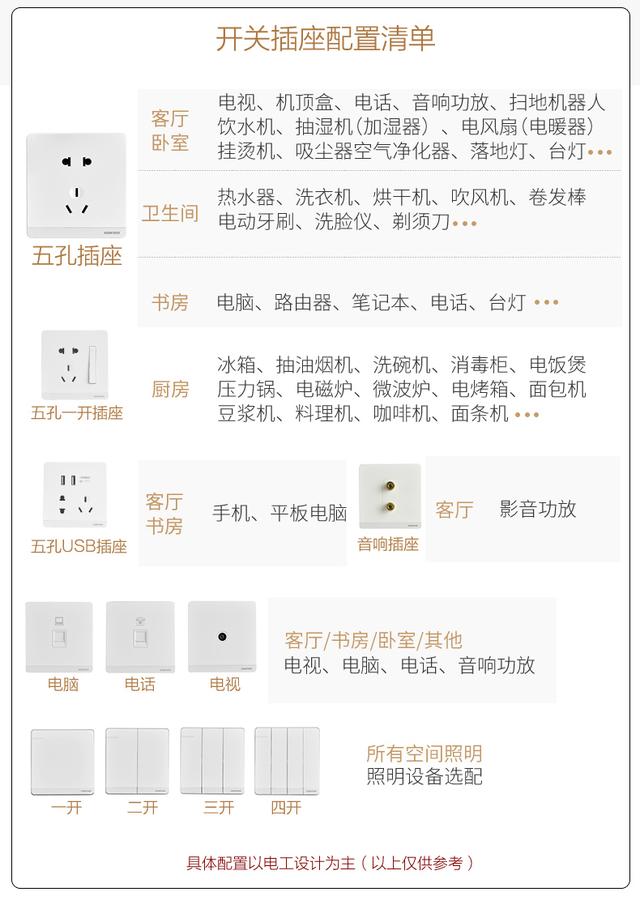 开关插座配置清单
客厅
卧室
电视、机顶盒、电话、音响功放、扫地机器人
饮水机、抽湿机（加湿器）、电风扇（电暖器）
挂烫机、吸尘器空气净化器、落地灯、台灯•••
卫生间
热水器、洗衣机、烘干机、吹风机、卷发棒
电动牙刷、洗脸仪、剃须刀•••
五孔插座
书房
电脑、路由器、笔记本、电话、台灯 •••
五孔一开插座
厨房
冰箱、抽油烟机、洗碗机、消毒柜、电饭煲
压力锅、电磁炉、微波炉、电烤箱、面包机
豆浆机、料理机、咖啡机、面条机 •••
五孔USB插座
客厅
书房
手机、平板电脑
音响插座
客厅
影音功放
电脑
电话
电视
客厅/书房/卧室/其他
电视、电脑、电话、音响功放
一开
二开
三开
四开
所有空间照明
照明设备选配
具体配置以电工设计为主（以上仅供参考）